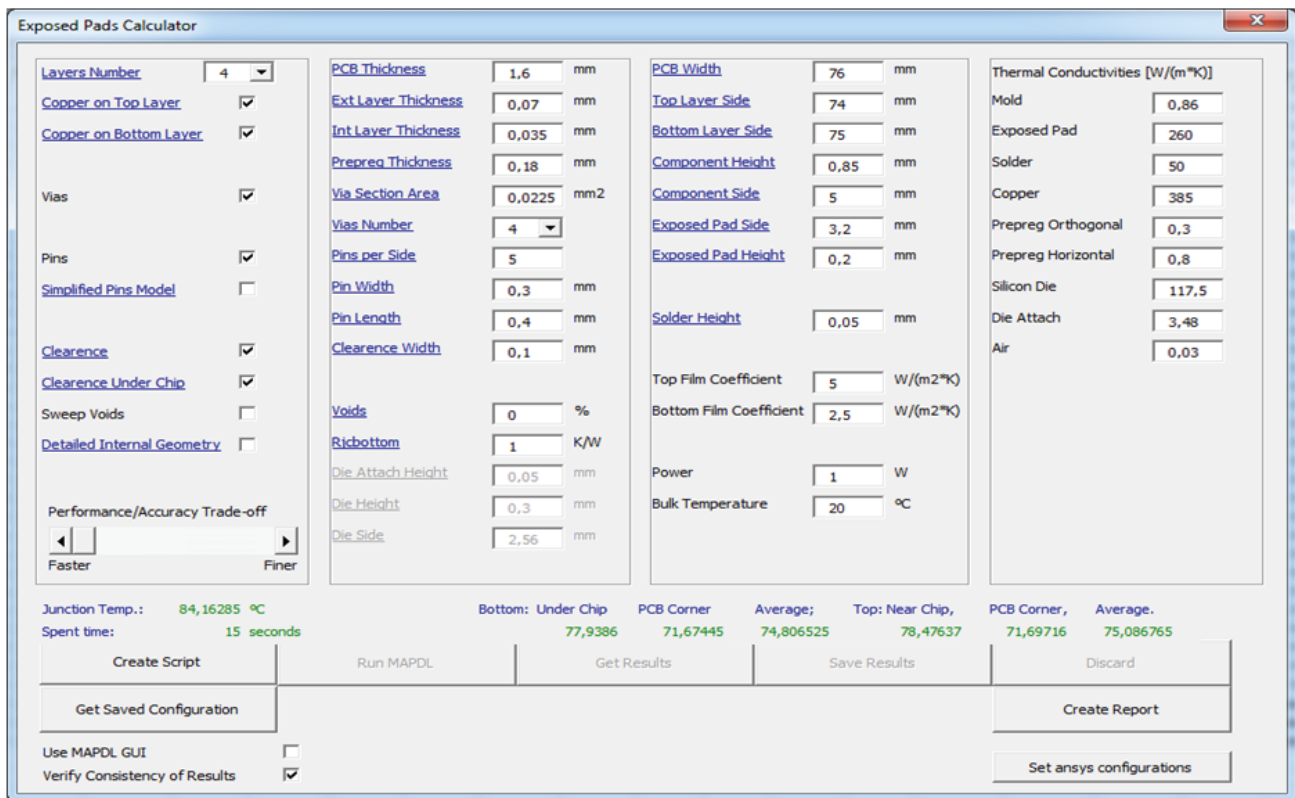 Exposed Pads Calculator
Layers Number 4
Copper on Top Layer
Copper on Bottom Layer
Vias
Pins
Simplified Pins Model
Clearence
Clearence Under Chip
Sweep Voids
Detailed Internal Geometry
Performance/Accuracy Trade-off
Faster Finer
PCB Thickness 1,6 mm
Ext Layer Thickness 0,07 mm
Int Layer Thickness 0,035 mm
Prepreg Thickness 0,18 mm
Via Section Area 0,0225 mm2
Vias Number 4
Pins per Side 5
Pin Width 0,3 mm
Pin Length 0,4 mm
Clearence Width 0,1 mm
Voids 0 %
Rjcbottom 1 K/W
Die Attach Height 0,05 mm
Die Height 0,3 mm
Die Side 2,56 mm
PCB Width 76 mm
Top Layer Side 74 mm
Bottom Layer Side 75 mm
Component Height 0,85 mm
Component Side 5 mm
Exposed Pad Side 3,2 mm
Exposed Pad Height 0,2 mm
Solder Height 0,05 mm
Top Film Coefficient 5 W/(m2*K)
Bottom Film Coefficient 2,5 W/(m2*K)
Power 1 W
Bulk Temperature 20 ºC
Thermal Conductivities [W/(m*K)]
Mold 0,86
Exposed Pad 260
Solder 50
Copper 385
Prepreg Orthogonal 0,3
Prepreg Horizontal 0,8
Silicon Die 117,5
Die Attach 3,48
Air 0,03
Junction Temp.: 84,16285 ºC Bottom: Under Chip PCB Corner Average; Top: Near Chip, PCB Corner, Average.
Spent time: 15 seconds 77,9386 71,67445 74,806525 78,47637 71,69716 75,086765
Create Script Run MAPDL Get Results Save Results Discard
Get Saved Configuration Create Report
Use MAPDL GUI
Verify Consistency of Results Set ansys configurations